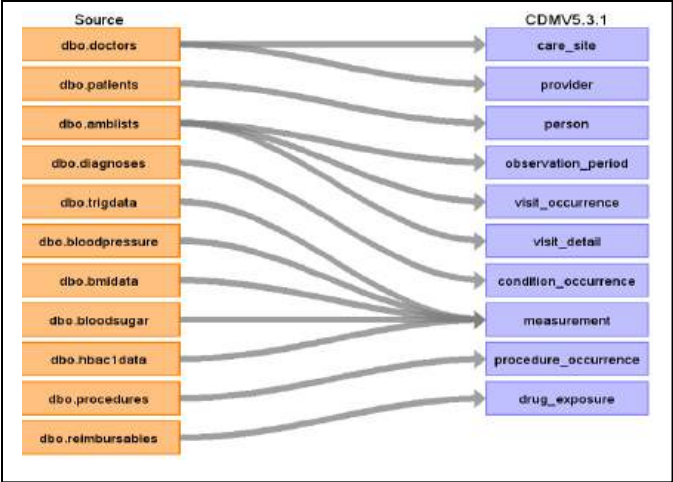 Source CDMV5.3.1
dbo.doctors care_site
dbo.patients provider
dbo.amblists person
dbo.diagnoses observation_period
dbo.trigdata visit_occurrence
dbo.bloodpressure visit_detail
dbo.bmidata condition_occurrence
dbo.bloodsugar measurement
dbo.hbac1data procedure_occurrence
dbo.procedures drug_exposure
dbo.reimbursables